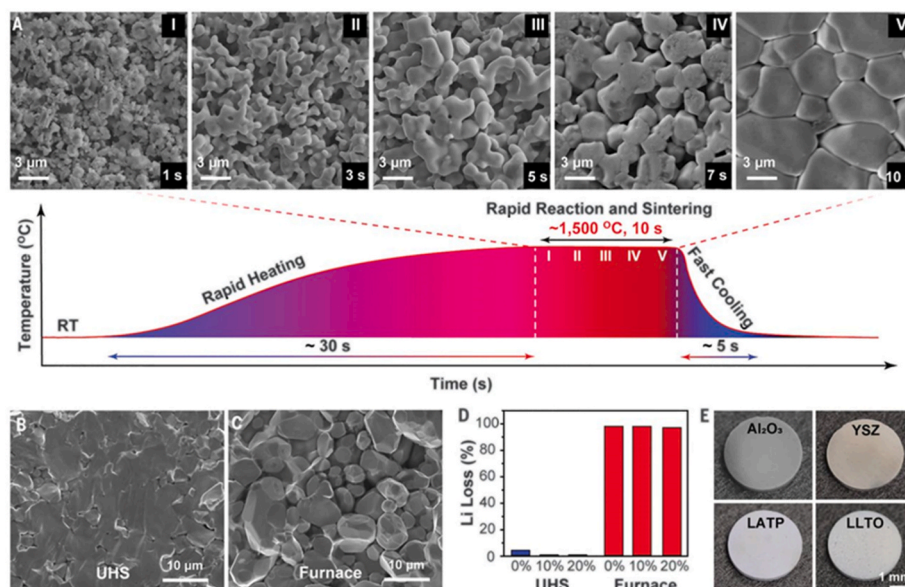 A
I
II
III
IV
V
3 μm
1 s
3 μm
3 s
3 μm
5 s
3 μm
7 s
3 μm
10
Temperature (°C)
Rapid Reaction and Sintering
~1,500 °C, 10 s
I
II
III
IV
V
Rapid Heating
Fast Cooling
RT
~ 30 s
~ 5 s
Time (s)
B
UHS
10 μm
C
Furnace
10 μm
D
Li Loss (%)
100
80
60
40
20
0
0%
10%
20%
0%
10%
20%
UHS
Furnace
E
Al₂O₃
YSZ
LATP
LLTO
1 mm